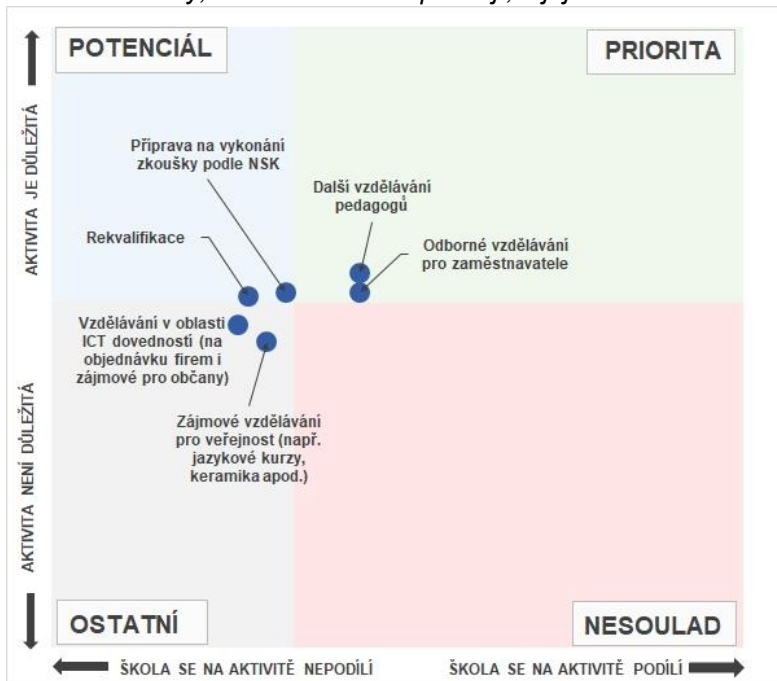 POTENCIÁL
PRIORITA
AKTIVITA JE DŮLEŽITÁ
Příprava na vykonání
zkoušky podle NSK
Další vzdělávání
pedagogů
Rekvalifikace
Odborné vzdělávání
pro zaměstnavatele
Vzdělávání v oblasti
ICT dovedností (na
objednávku firem i
zájmové pro občany)
Zájmové vzdělávání
pro veřejnost (např.
jazykové kurzy,
keramika apod.)
AKTIVITA NENÍ DŮLEŽITÁ
OSTATNÍ
NESOULAD
ŠKOLA SE NA AKTIVITĚ NEPODÍLÍ
ŠKOLA SE NA AKTIVITĚ PODÍLÍ